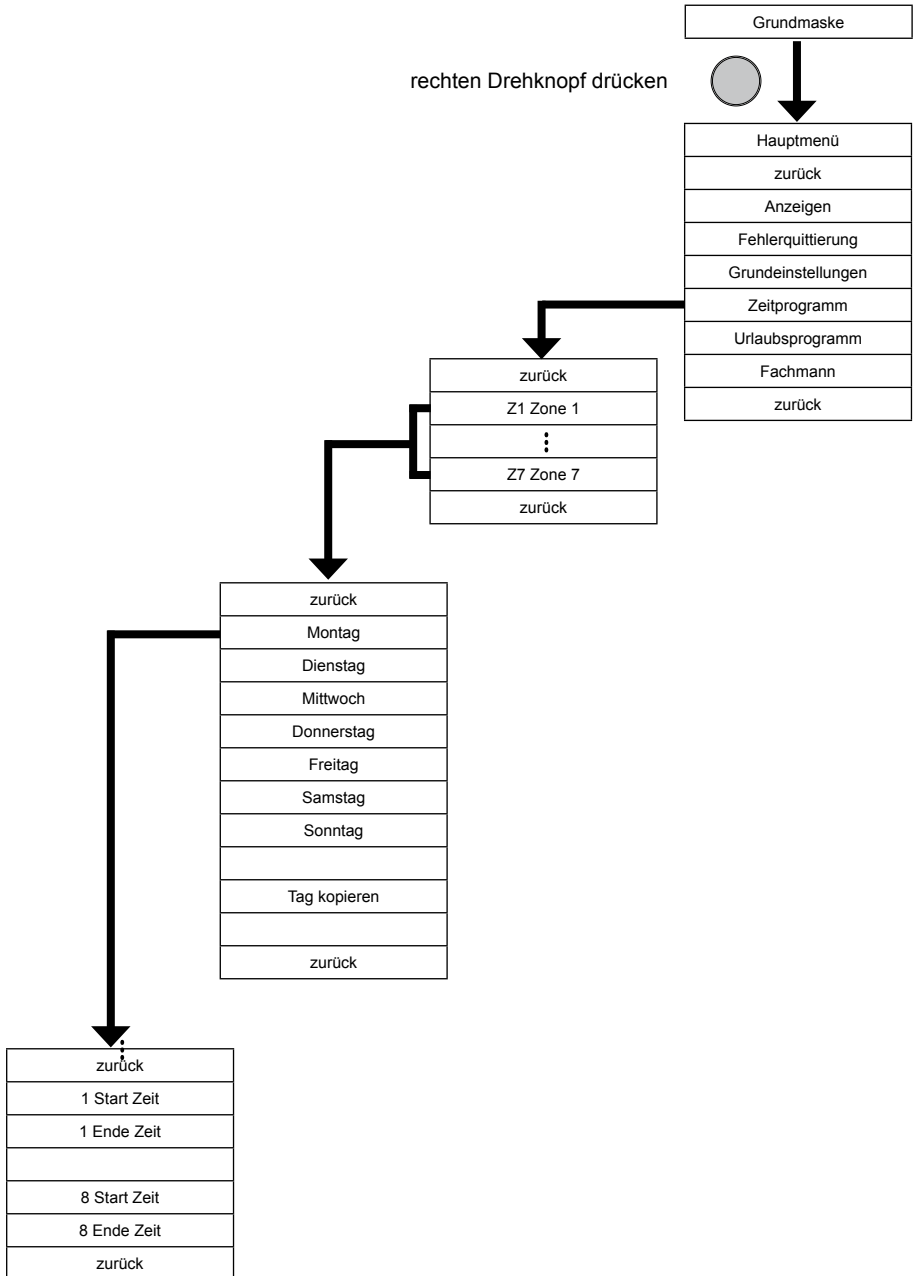 Grundmaske
rechten Drehknopf drücken
Hauptmenü
zurück
Anzeigen
Fehlerquittierung
Grundeinstellungen
Zeitprogramm
Urlaubsprogramm
Fachmann
zurück
zurück
Z1 Zone 1
Z7 Zone 7
zurück
zurück
Montag
Dienstag
Mittwoch
Donnerstag
Freitag
Samstag
Sonntag
Tag kopieren
zurück
zurück
1 Start Zeit
1 Ende Zeit
8 Start Zeit
8 Ende Zeit
zurück